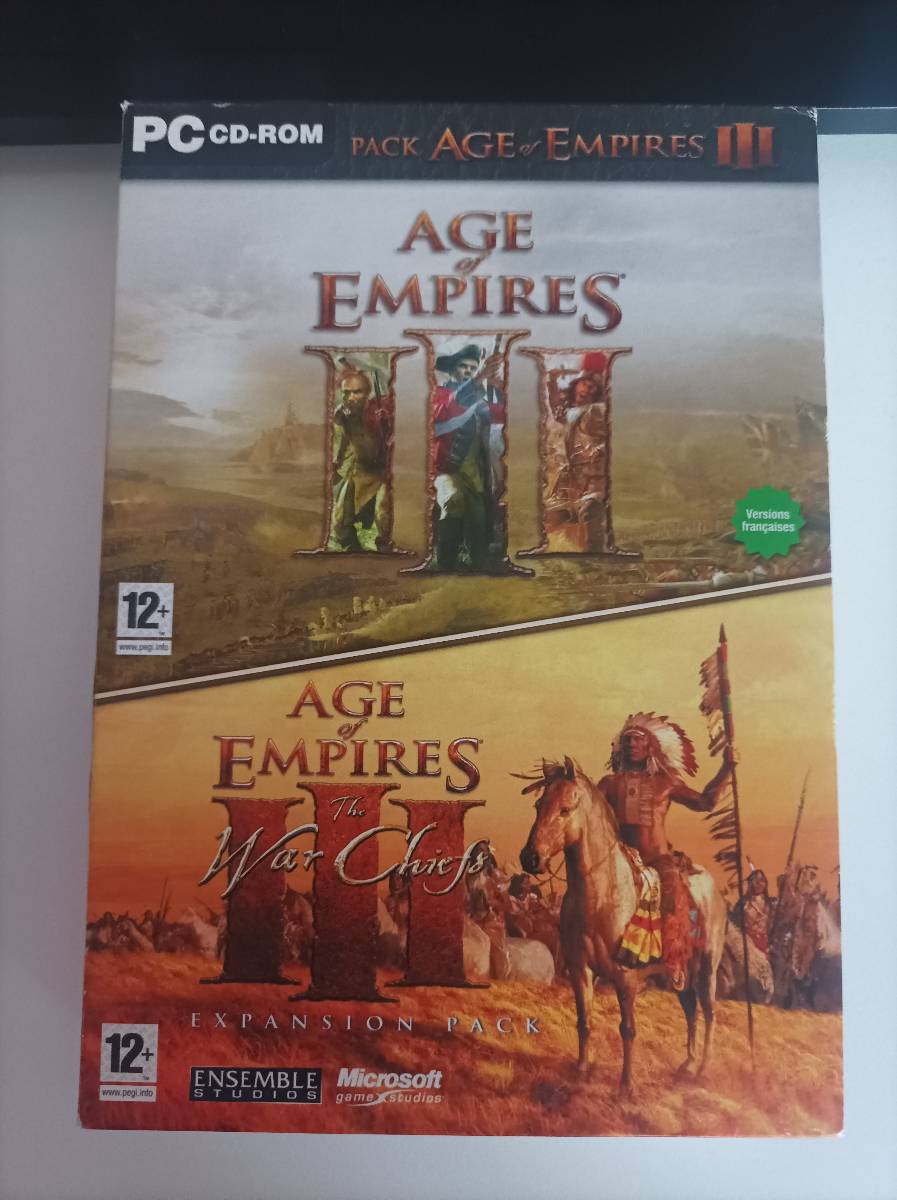 PC CD-ROM
PACK AGE of EMPIRES III
AGE
of
EMPIRES
III
Versions
françaises
12+
www.pegi.info
AGE
of
EMPIRES
III
The
War Chiefs
EXPANSION PACK
12+
www.pegi.info
ENSEMBLE
STUDIOS
Microsoft
game studios